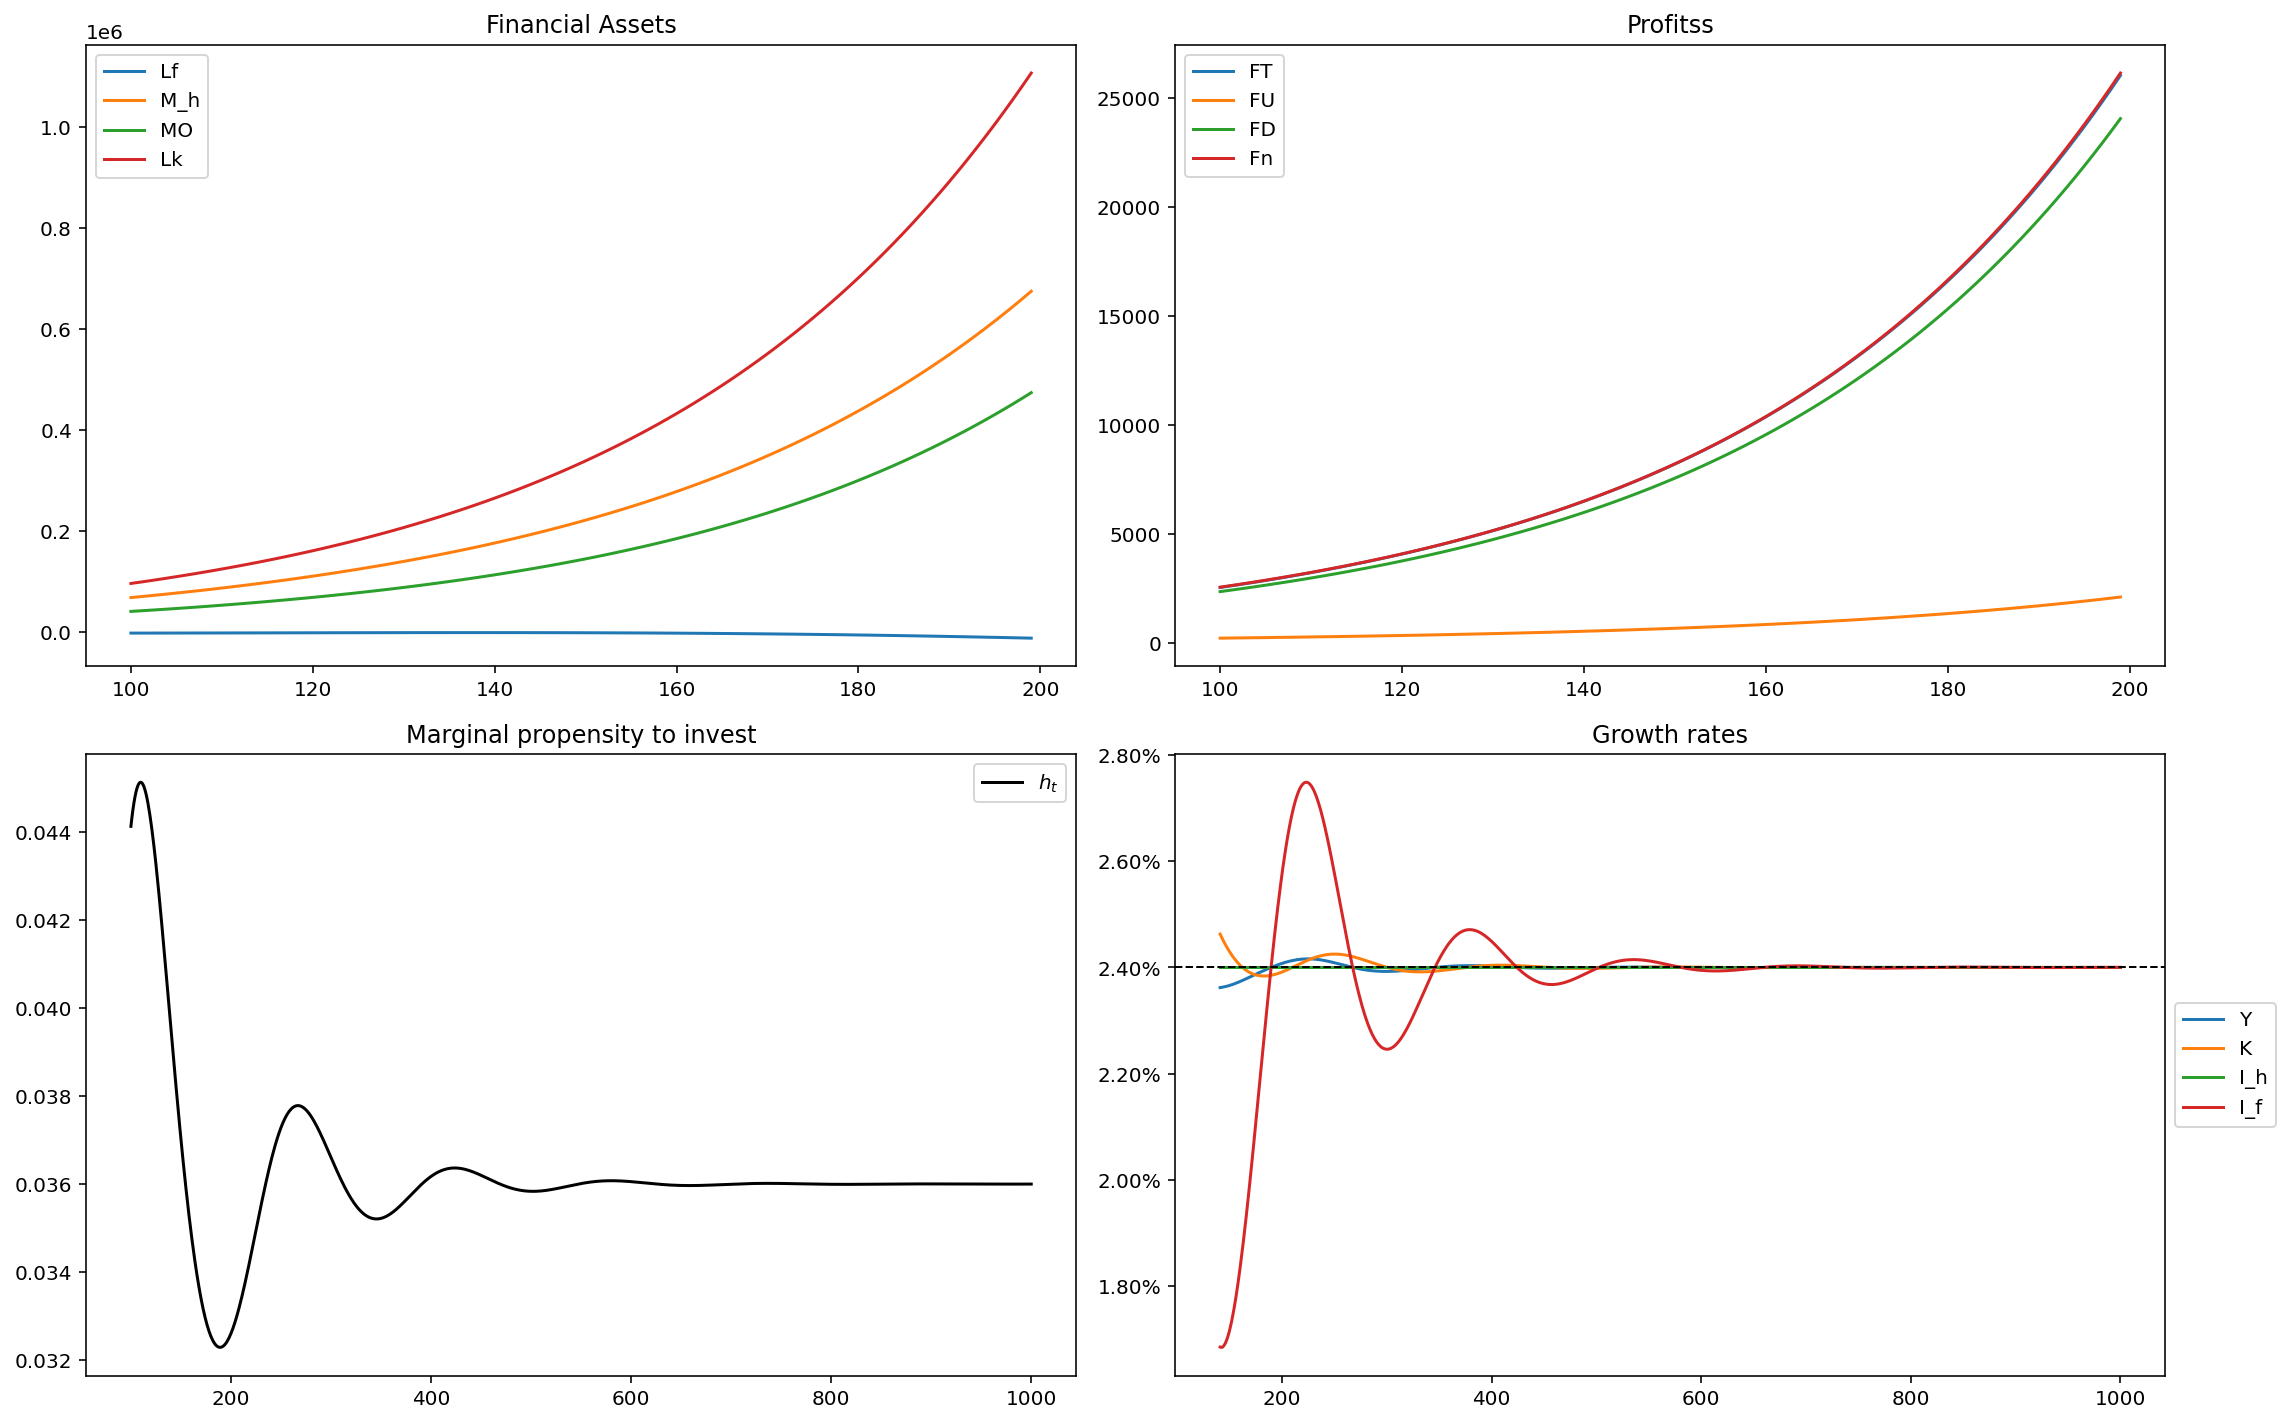 Financial Assets
1e6
Lf
M_h
MO
Lk
1.0
0.8
0.6
0.4
0.2
0.0
100 120 140 160 180 200
Profitss
FT
FU
FD
Fn
25000
20000
15000
10000
5000
0
100 120 140 160 180 200
Marginal propensity to invest
h_t
0.044
0.042
0.040
0.038
0.036
0.034
0.032
200 400 600 800 1000
Growth rates
2.80%
2.60%
2.40%
2.20%
2.00%
1.80%
200 400 600 800 1000
Y
K
I_h
I_f